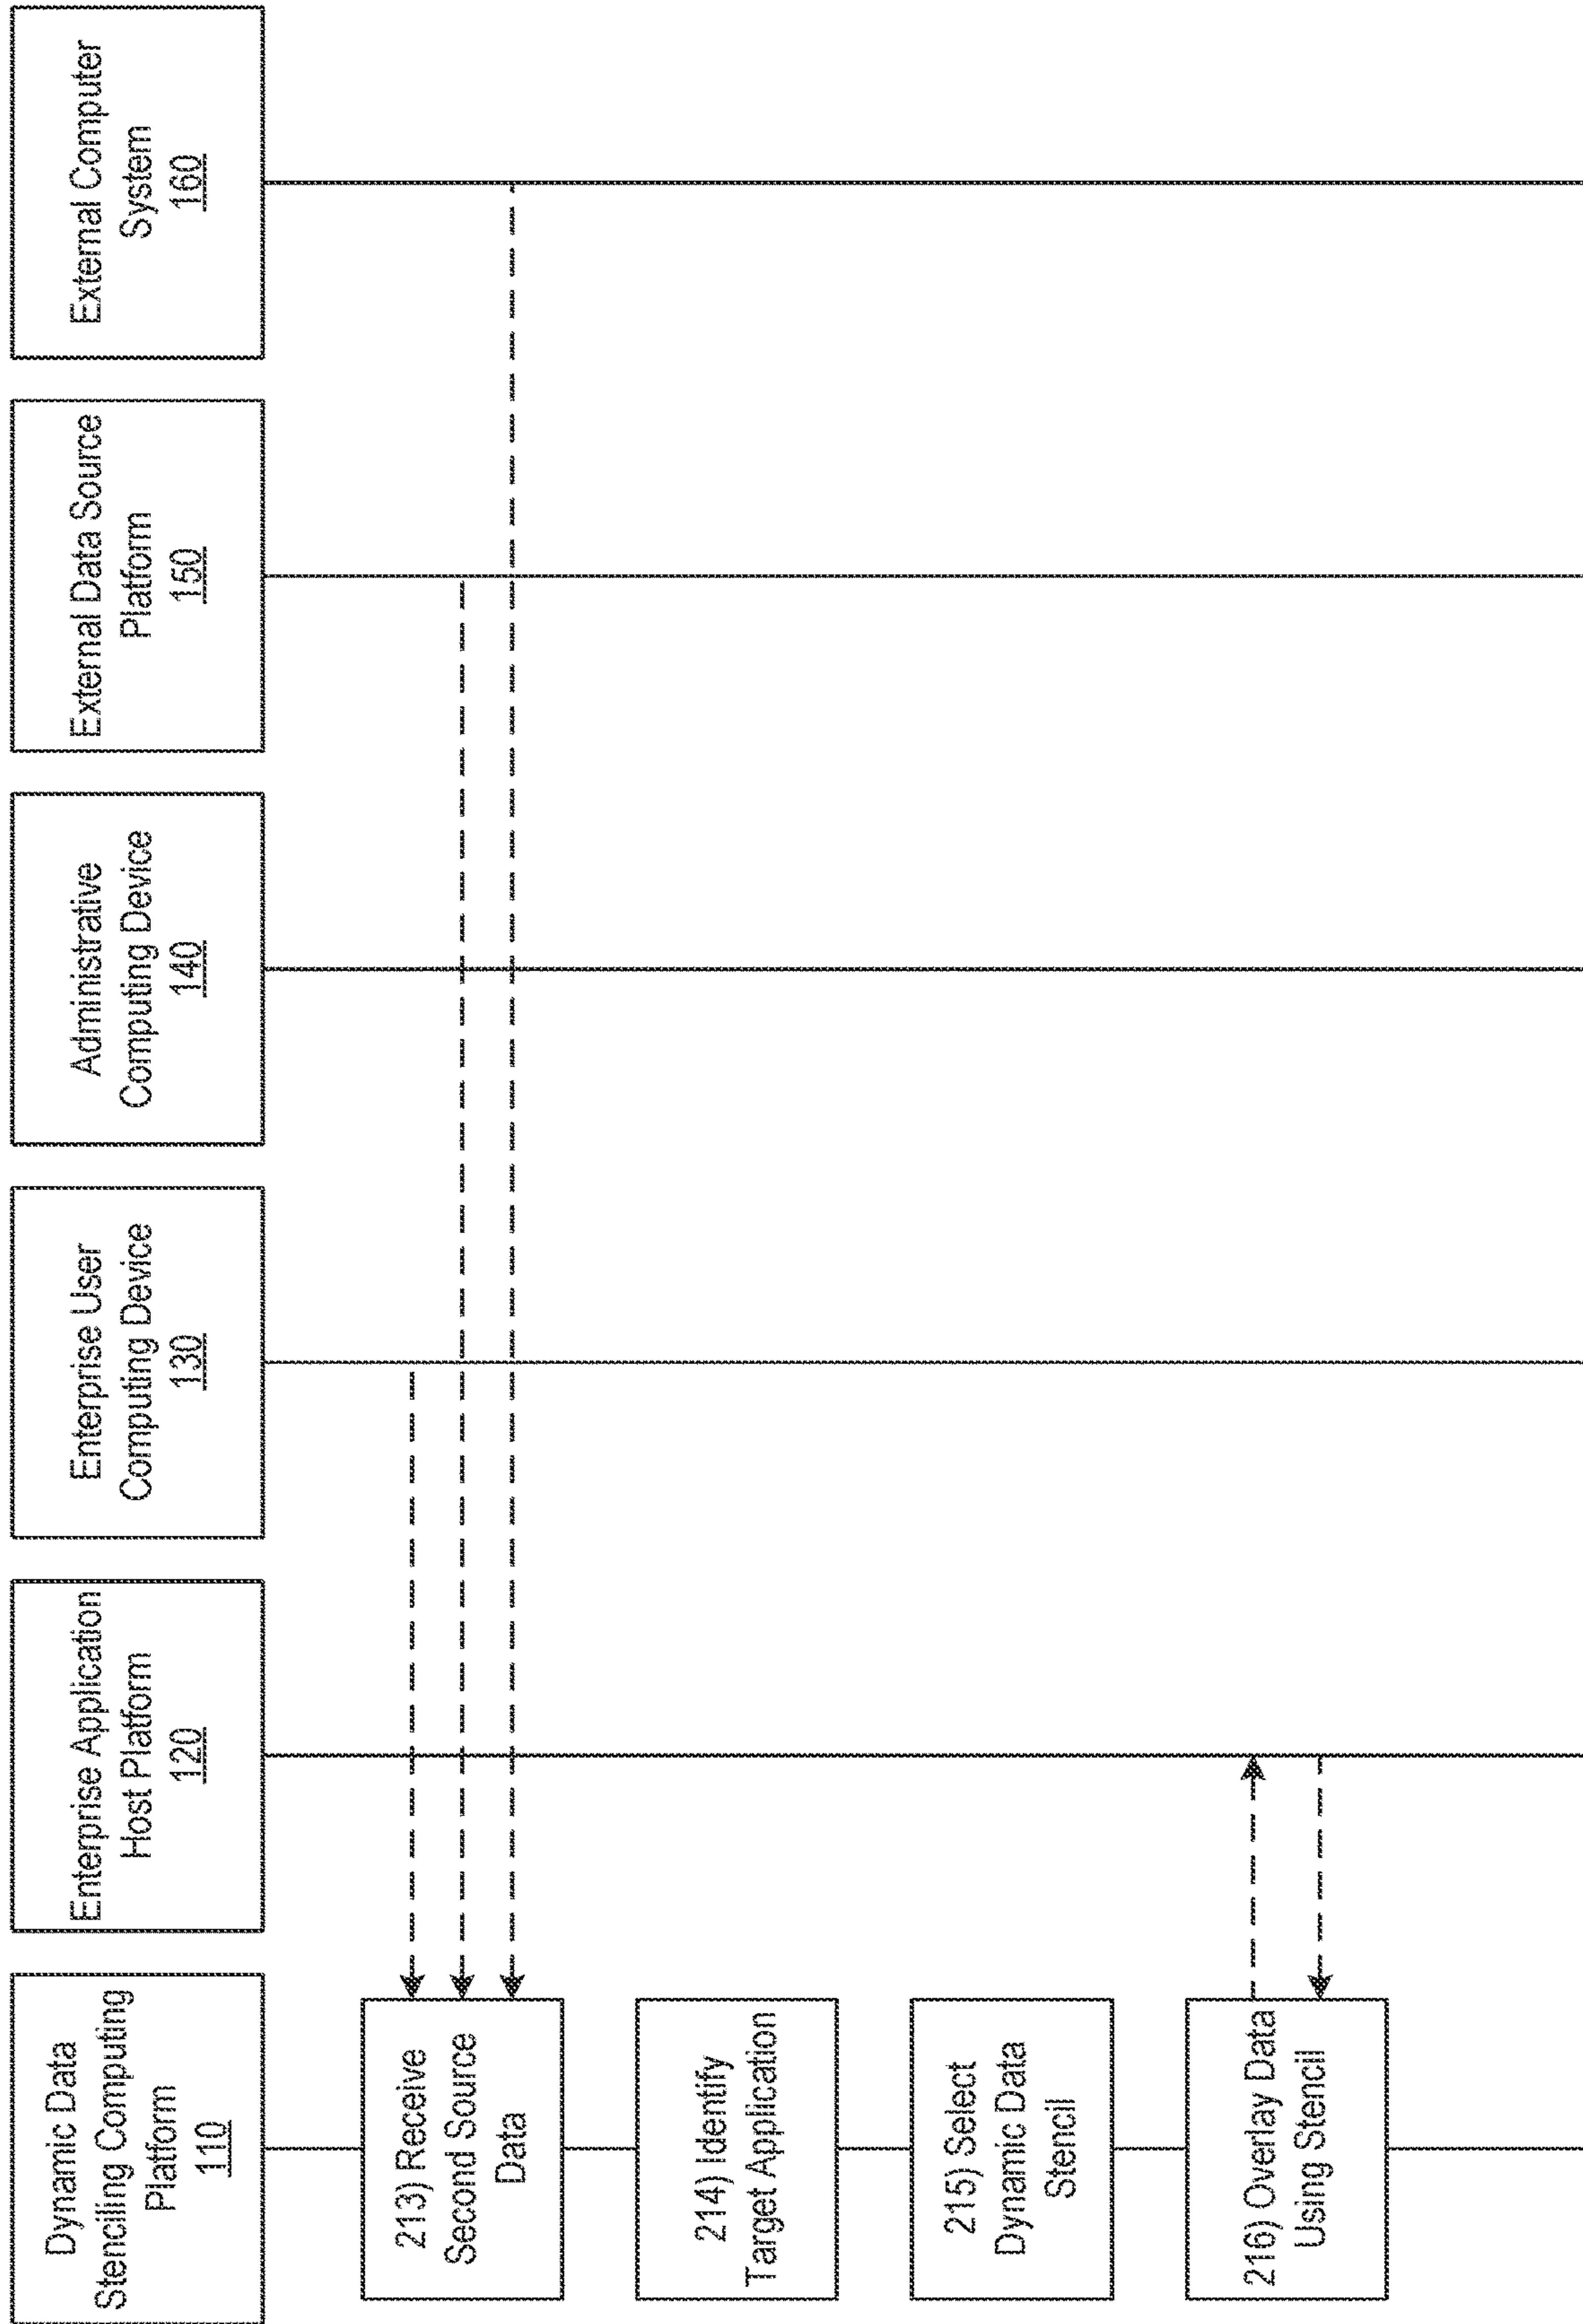 Dynamic Data
Stenciling Computing
Platform
110
Enterprise Application
Host Platform
120
Enterprise User
Computing Device
130
Administrative
Computing Device
140
External Data Source
Platform
150
External Computer
System
160
213) Receive
Second Source
Data
214) Identify
Target Application
215) Select
Dynamic Data
Stencil
216) Overlay Data
Using Stencil